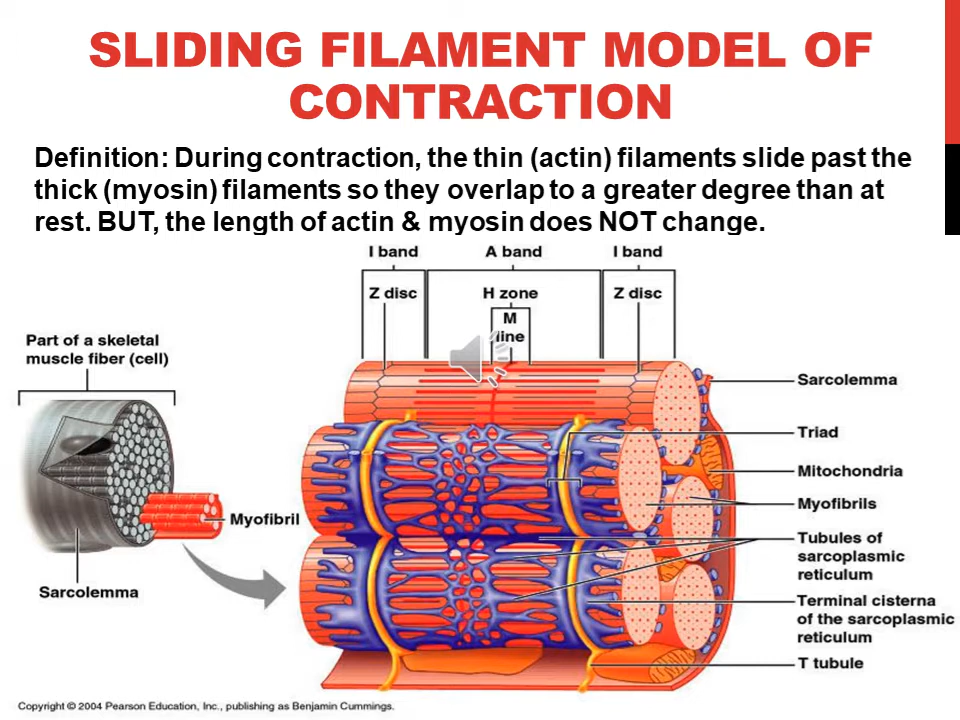 SLIDING FILAMENT MODEL OF
CONTRACTION
Definition: During contraction, the thin (actin) filaments slide past the
thick (myosin) filaments so they overlap to a greater degree than at
rest. BUT, the length of actin & myosin does NOT change.
I band
A band
I band
Z disc
H zone
Z disc
M
line
Part of a skeletal
muscle fiber (cell)
Sarcolemma
Triad
Mitochondria
Myofibrils
Myofibril
Tubules of
sarcoplasmic
reticulum
Sarcolemma
Terminal cisterna
of the sarcoplasmic
reticulum
T tubule
Copyright © 2004 Pearson Education, Inc., publishing as Benjamin Cummings.